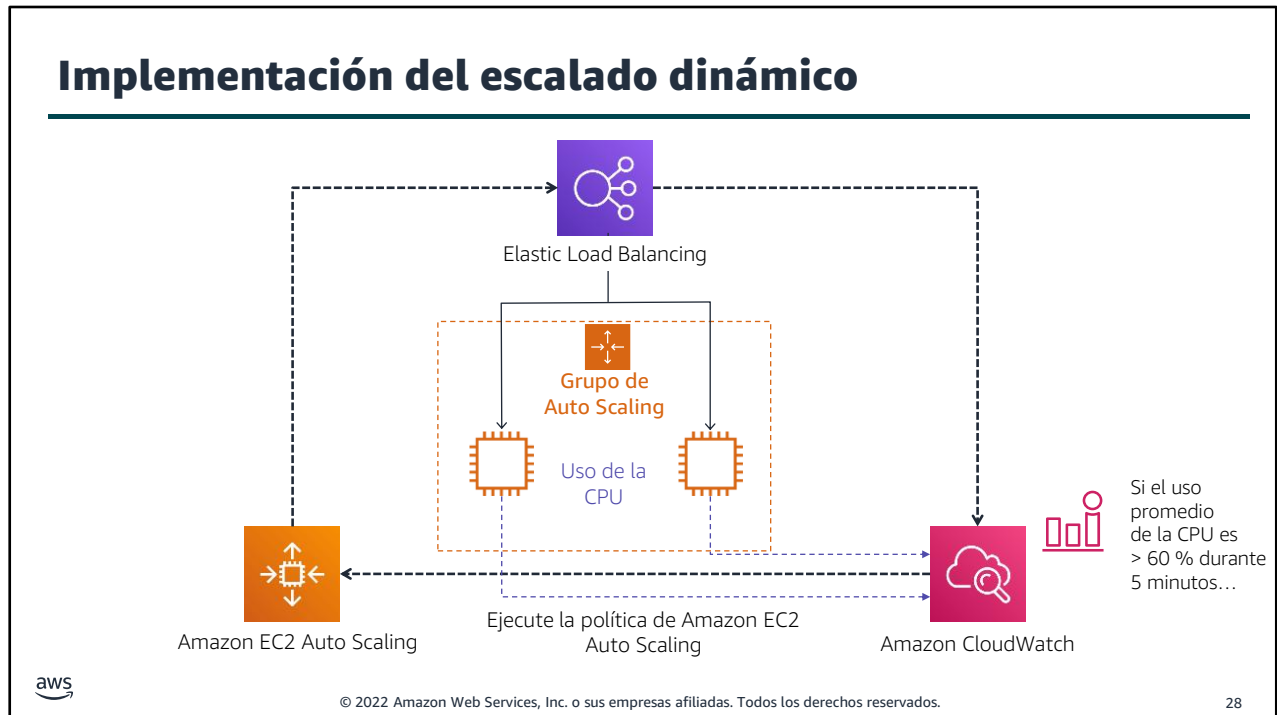 Implementación del escalado dinámico
Elastic Load Balancing
Grupo de
Auto Scaling
Uso de la
CPU
Si el uso
promedio
de la CPU es
> 60 % durante
5 minutos…
Ejecute la política de Amazon EC2
Auto Scaling
Amazon EC2 Auto Scaling
Amazon CloudWatch
aws
© 2022 Amazon Web Services, Inc. o sus empresas afiliadas. Todos los derechos reservados.
28